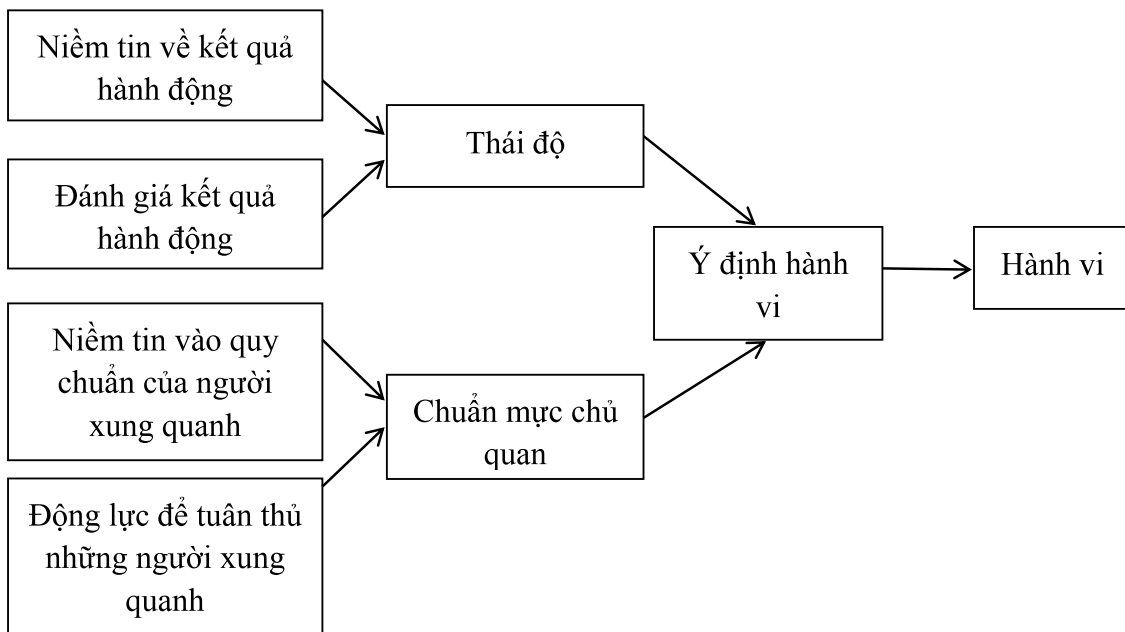 Niềm tin về kết quả
hành động
Đánh giá kết quả
hành động
Niềm tin vào quy
chuẩn của người
xung quanh
Động lực để tuân thủ
những người xung
quanh
Thái độ
Chuẩn mực chủ
quan
Ý định hành
vi
Hành vi